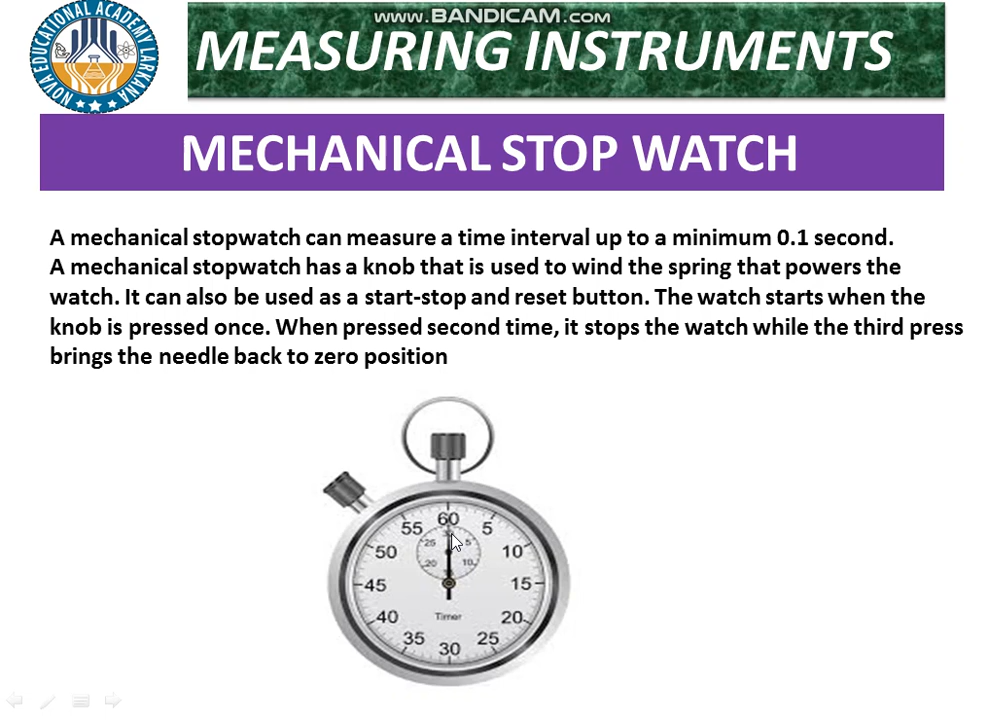 www.BANDICAM.com
NOVA EDUCATIONAL ACADEMY LARKANA
MEASURING INSTRUMENTS
MECHANICAL STOP WATCH
A mechanical stopwatch can measure a time interval up to a minimum 0.1 second.
A mechanical stopwatch has a knob that is used to wind the spring that powers the
watch. It can also be used as a start-stop and reset button. The watch starts when the
knob is pressed once. When pressed second time, it stops the watch while the third press
brings the needle back to zero position
55 60 5
25 5
50 10
20 10
45 15
Timer
40 20
35 25
30